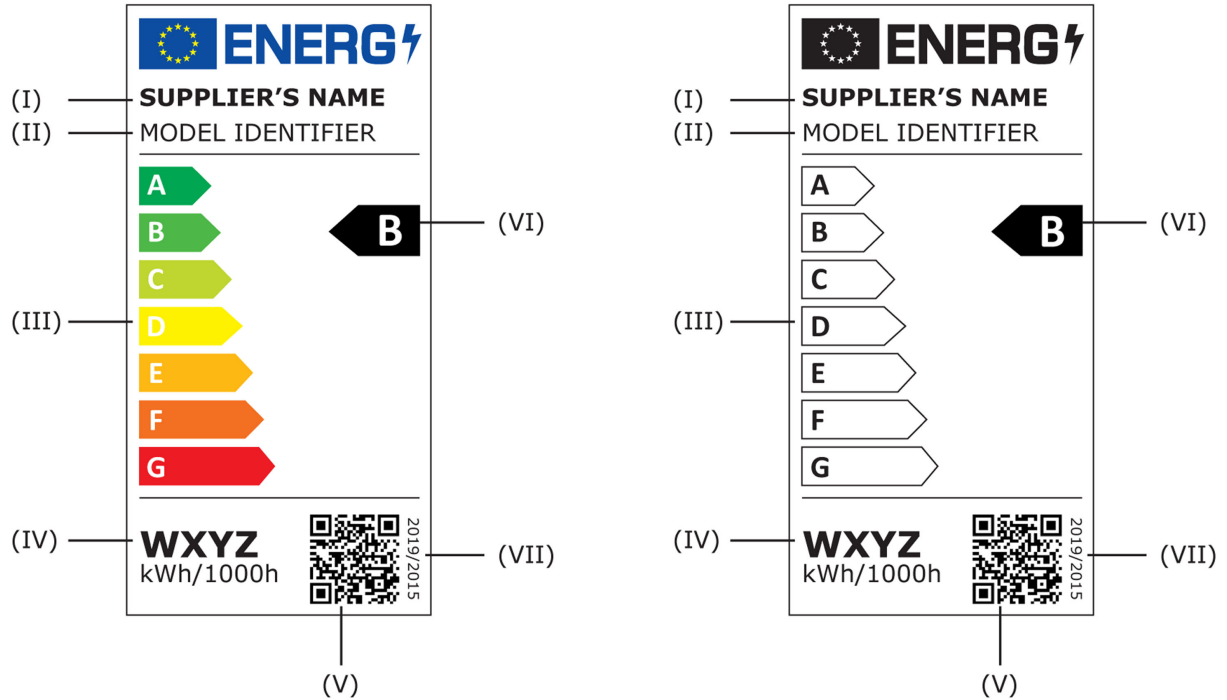 ENERG
(I) SUPPLIER'S NAME
(II) MODEL IDENTIFIER
A
B
B (VI)
C
(III) D
E
F
G
(IV) WXYZ
kWh/1000h
2019/2015 (VII)
(V)
ENERG
(I) SUPPLIER'S NAME
(II) MODEL IDENTIFIER
A
B
B (VI)
C
(III) D
E
F
G
(IV) WXYZ
kWh/1000h
2019/2015 (VII)
(V)